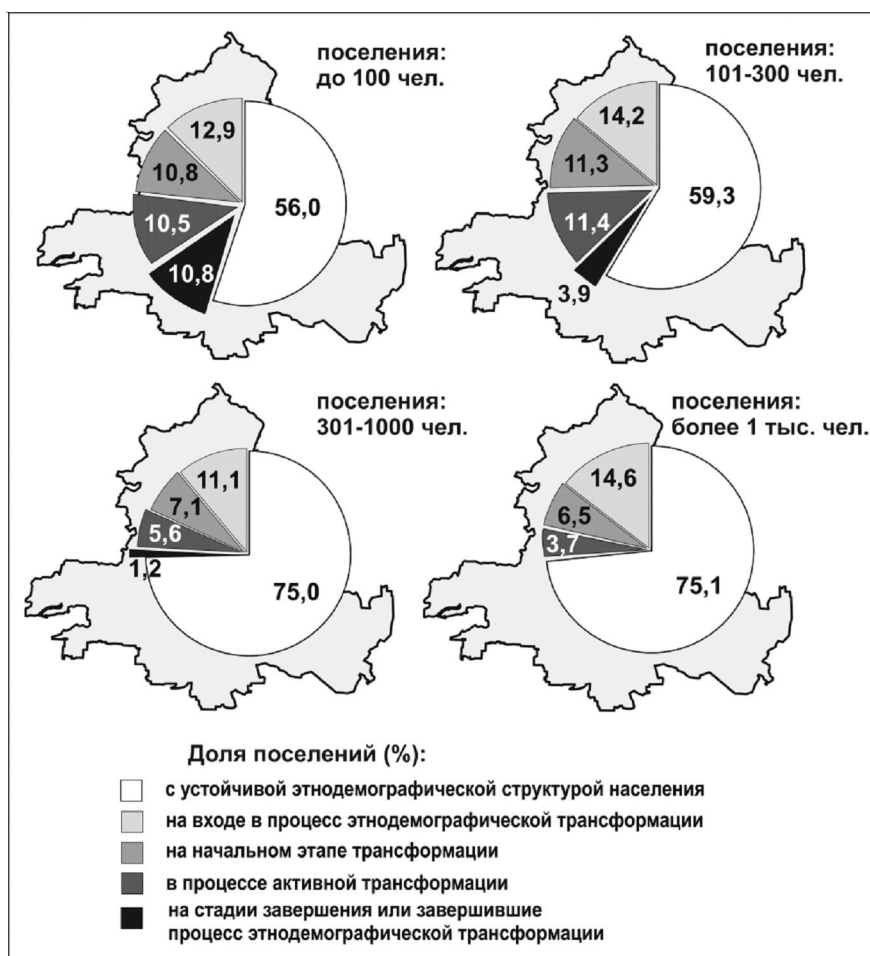 поселения:
до 100 чел.
12,9
10,8
10,5
10,8
56,0
поселения:
101-300 чел.
14,2
11,3
11,4
3,9
59,3
поселения:
301-1000 чел.
11,1
7,1
5,6
1,2
75,0
поселения:
более 1 тыс. чел.
14,6
6,5
3,7
75,1
Доля поселений (%):
с устойчивой этнодемографической структурой населения
на входе в процесс этнодемографической трансформации
на начальном этапе трансформации
в процессе активной трансформации
на стадии завершения или завершившие
процесс этнодемографической трансформации